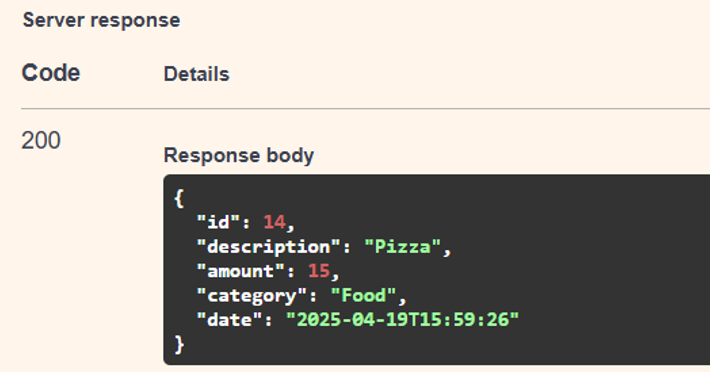 Server response
Code Details
200
Response body
{
  "id": 14,
  "description": "Pizza",
  "amount": 15,
  "category": "Food",
  "date": "2025-04-19T15:59:26"
}